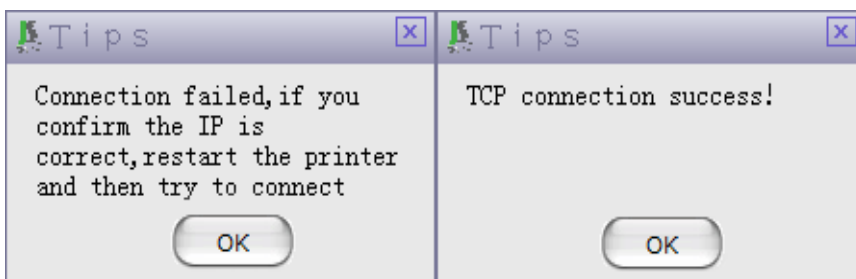 Tips
Connection failed,if you
confirm the IP is
correct,restart the printer
and then try to connect
OK
Tips
TCP connection success!
OK